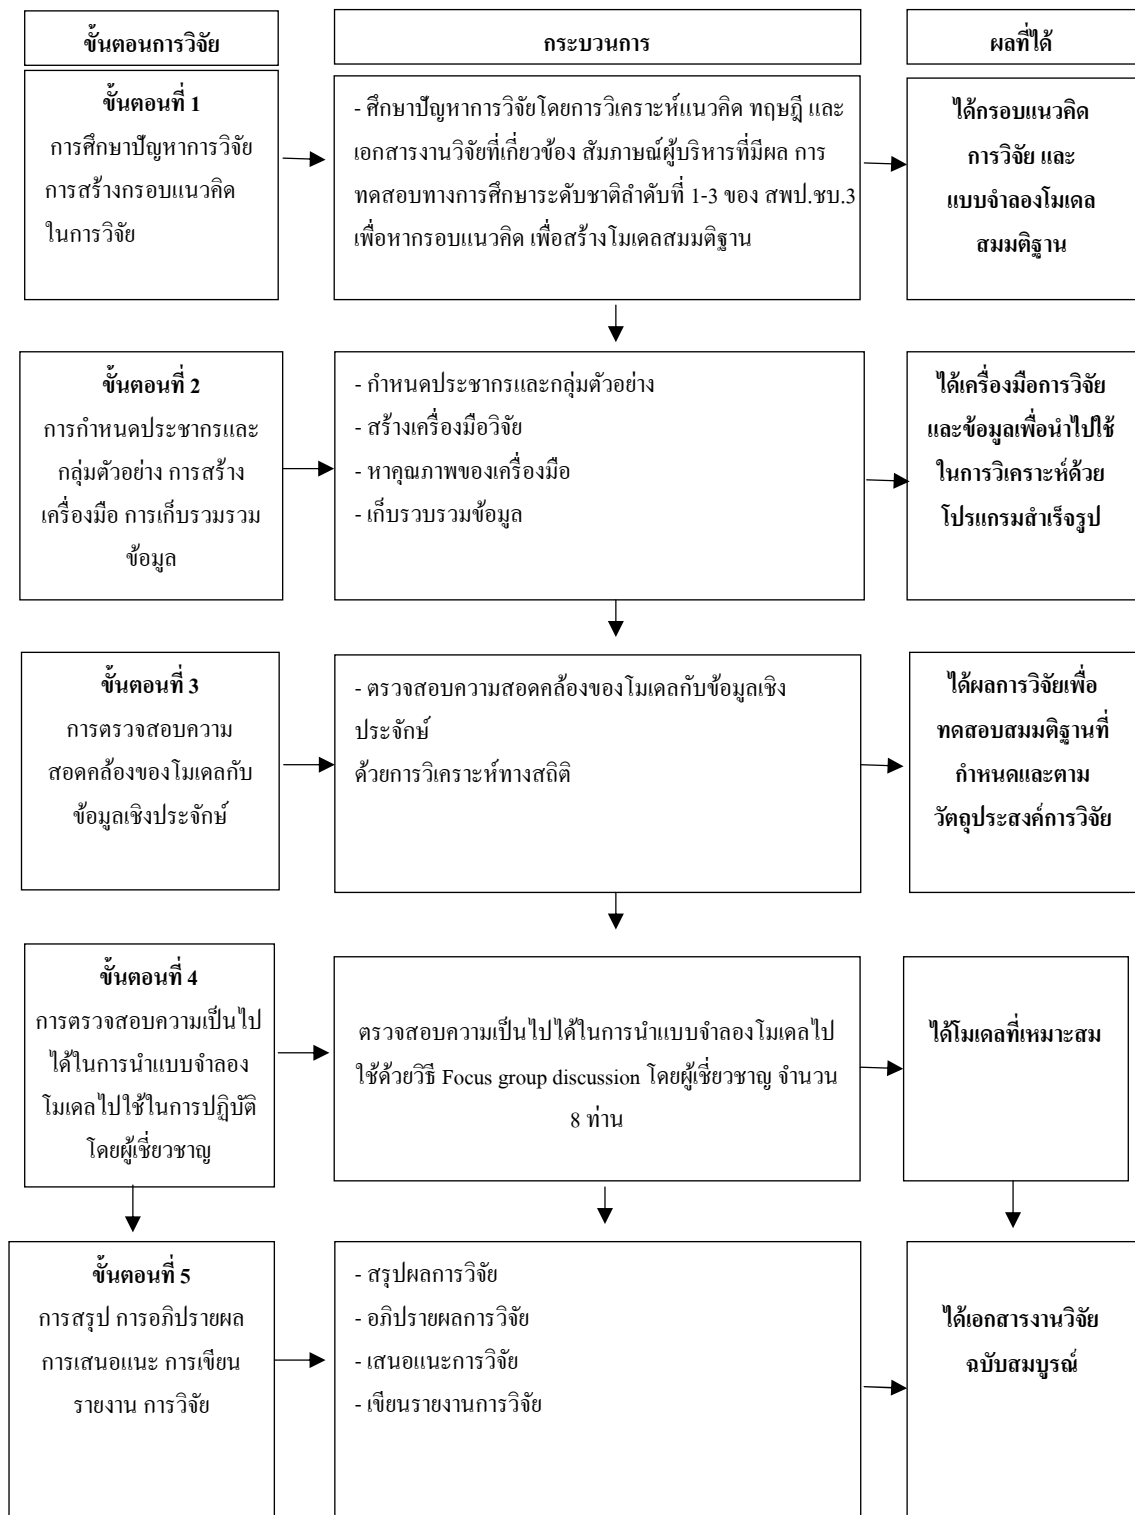 ขั้นตอนการวิจัย
กระบวนการ
ผลที่ได้
ขั้นตอนที่ 1
การศึกษาปัญหาการวิจัย
การสร้างกรอบแนวคิด
ในการวิจัย
- ศึกษาปัญหาการวิจัยโดยการวิเคราะห์แนวคิด ทฤษฎี และ
เอกสารงานวิจัยที่เกี่ยวข้อง สัมภาษณ์ผู้บริหารที่มีผล การ
ทดสอบทางการศึกษาระดับชาติลำดับที่ 1-3 ของ สพป.ชบ.3
เพื่อหากรอบแนวคิด เพื่อสร้างโมเดลสมมติฐาน
ได้กรอบแนวคิด
การวิจัย และ
แบบจำลองโมเดล
สมมติฐาน
ขั้นตอนที่ 2
การกำหนดประชากรและ
กลุ่มตัวอย่าง การสร้าง
เครื่องมือ การเก็บรวมรวม
ข้อมูล
- กำหนดประชากรและกลุ่มตัวอย่าง
- สร้างเครื่องมือวิจัย
- หาคุณภาพของเครื่องมือ
- เก็บรวบรวมข้อมูล
ได้เครื่องมือการวิจัย
และข้อมูลเพื่อนำไปใช้
ในการวิเคราะห์ด้วย
โปรแกรมสำเร็จรูป
ขั้นตอนที่ 3
การตรวจสอบความ
สอดคล้องของโมเดลกับ
ข้อมูลเชิงประจักษ์
- ตรวจสอบความสอดคล้องของโมเดลกับข้อมูลเชิง
ประจักษ์
ด้วยการวิเคราะห์ทางสถิติ
ได้ผลการวิจัยเพื่อ
ทดสอบสมมติฐานที่
กำหนดและตาม
วัตถุประสงค์การวิจัย
ขั้นตอนที่ 4
การตรวจสอบความเป็นไป
ได้ในการนำแบบจำลอง
โมเดลไปใช้ในการปฏิบัติ
โดยผู้เชี่ยวชาญ
ตรวจสอบความเป็นไปได้ในการนำแบบจำลองโมเดลไป
ใช้ด้วยวิธี Focus group discussion โดยผู้เชี่ยวชาญ จำนวน
8 ท่าน
ได้โมเดลที่เหมาะสม
ขั้นตอนที่ 5
การสรุป การอภิปรายผล
การเสนอแนะ การเขียน
รายงาน การวิจัย
- สรุปผลการวิจัย
- อภิปรายผลการวิจัย
- เสนอแนะการวิจัย
- เขียนรายงานการวิจัย
ได้เอกสารงานวิจัย
ฉบับสมบูรณ์